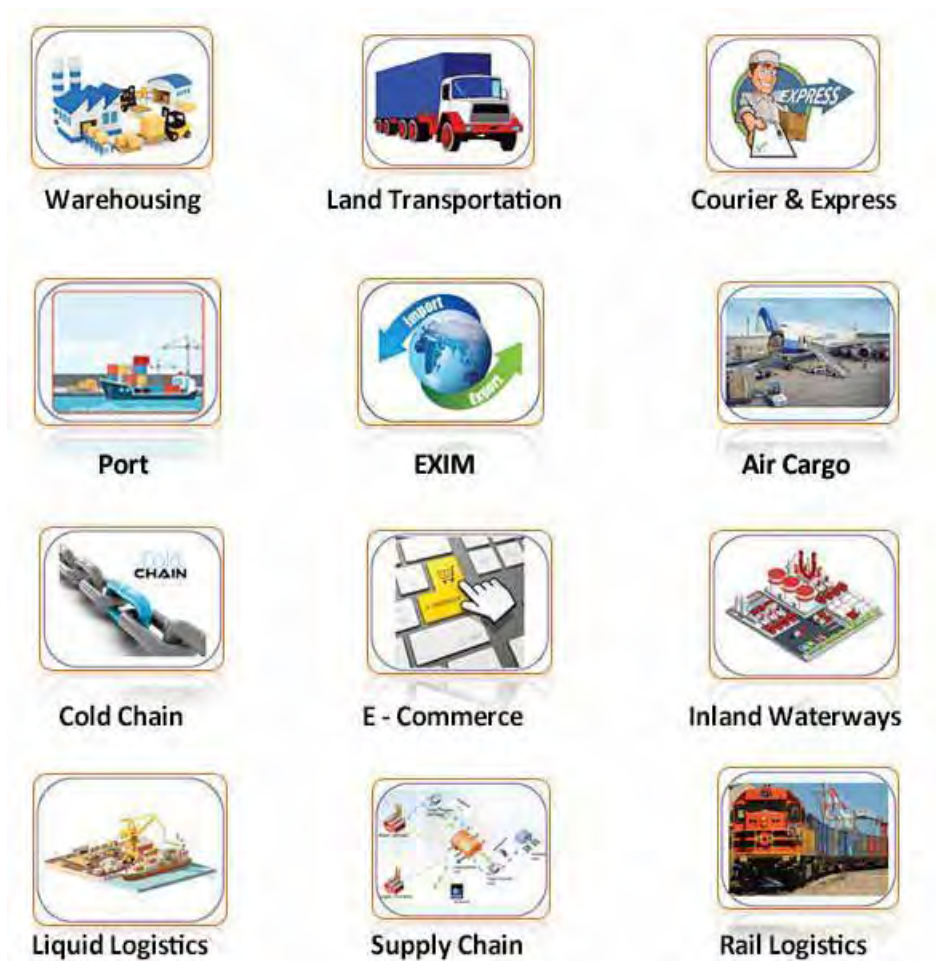 EXPRESS
Warehousing
Land Transportation
Courier & Express
Import
Export
Port
EXIM
Air Cargo
Cold
CHAIN
Cold Chain
E - Commerce
Inland Waterways
Liquid Logistics
Supply Chain
Rail Logistics